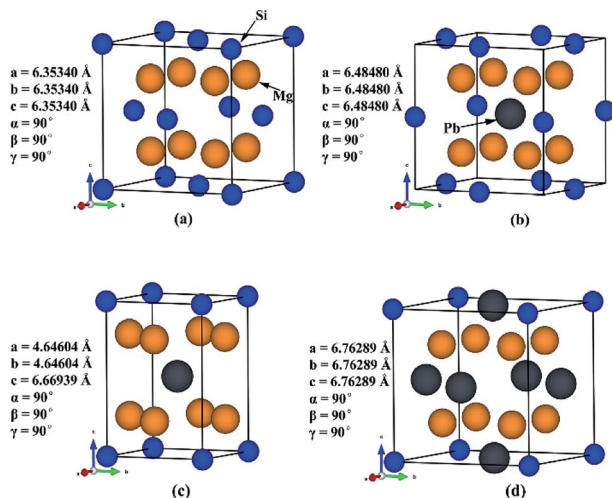 Si
Mg
a = 6.35340 Å
b = 6.35340 Å
c = 6.35340 Å
α = 90°
β = 90°
γ = 90°
c
a
b
(a)
a = 6.48480 Å
b = 6.48480 Å
c = 6.48480 Å
α = 90°
β = 90°
γ = 90°
Pb
c
a
b
(b)
a = 4.64604 Å
b = 4.64604 Å
c = 6.66939 Å
α = 90°
β = 90°
γ = 90°
c
a
b
(c)
a = 6.76289 Å
b = 6.76289 Å
c = 6.76289 Å
α = 90°
β = 90°
γ = 90°
c
a
b
(d)